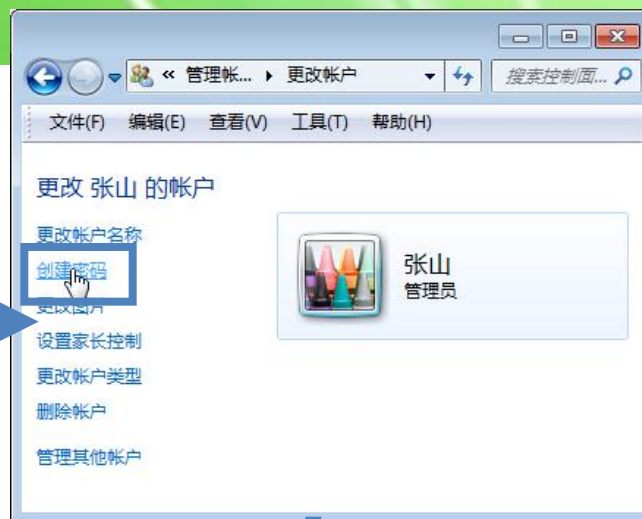 « 管理帐... ▸ 更改帐户
搜索控制面...
文件(F) 编辑(E) 查看(V) 工具(T) 帮助(H)
更改 张山 的帐户
更改帐户名称
创建密码
更改图片
设置家长控制
更改帐户类型
删除帐户
管理其他帐户
张山
管理员